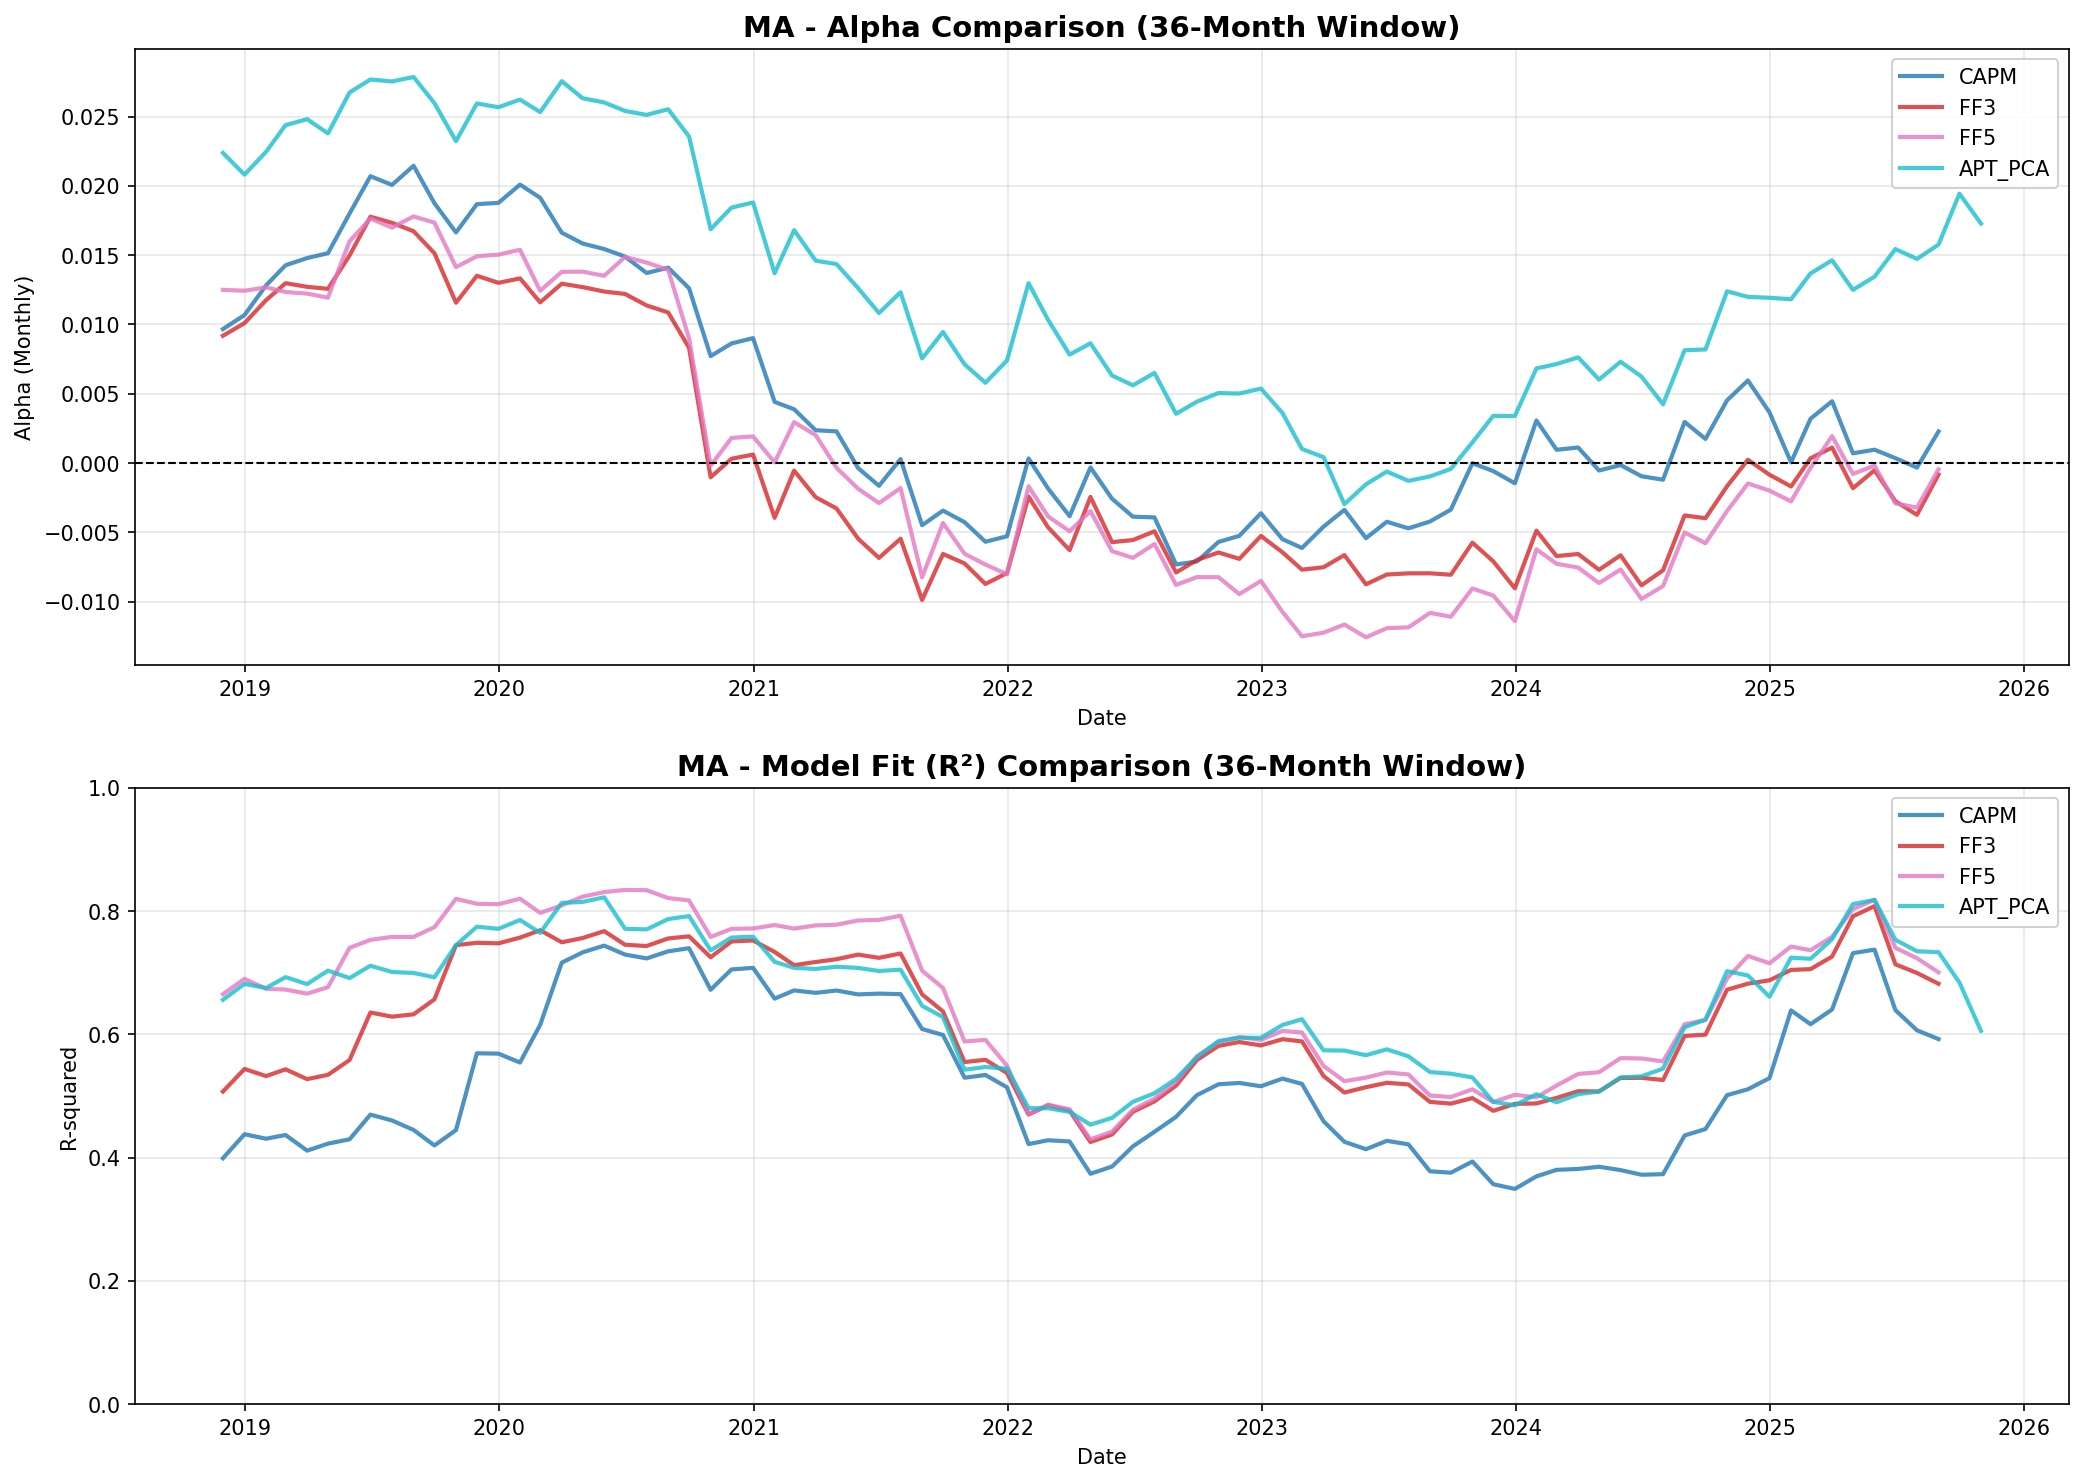 MA - Alpha Comparison (36-Month Window)
CAPM
FF3
FF5
APT_PCA
0.025
0.020
0.015
0.010
0.005
0.000
−0.005
−0.010
Alpha (Monthly)
2019 2020 2021 2022 2023 2024 2025 2026
Date
MA - Model Fit (R²) Comparison (36-Month Window)
CAPM
FF3
FF5
APT_PCA
1.0
0.8
0.6
0.4
0.2
0.0
R-squared
2019 2020 2021 2022 2023 2024 2025 2026
Date